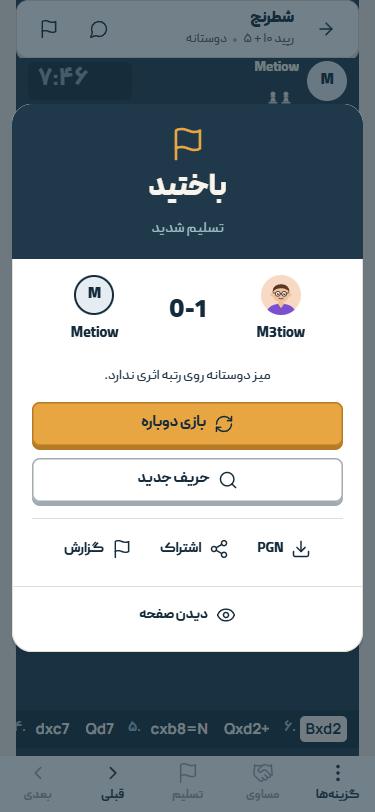 شطرنج
رپید ۱۰ + ۵ • دوستانه
Metiow
M
۷:۴۶
باختید
تسلیم شدید
M
0-1
M3tiow
Metiow
میز دوستانه روی رتبه اثری ندارد.
بازی دوباره
حریف جدید
PGN
اشتراک
گزارش
دیدن صفحه
۴. dxc7 Qd7 ۵. cxb8=N Qxd2+ ۶. Bxd2
گزینه‌ها
مساوی
تسلیم
قبلی
بعدی